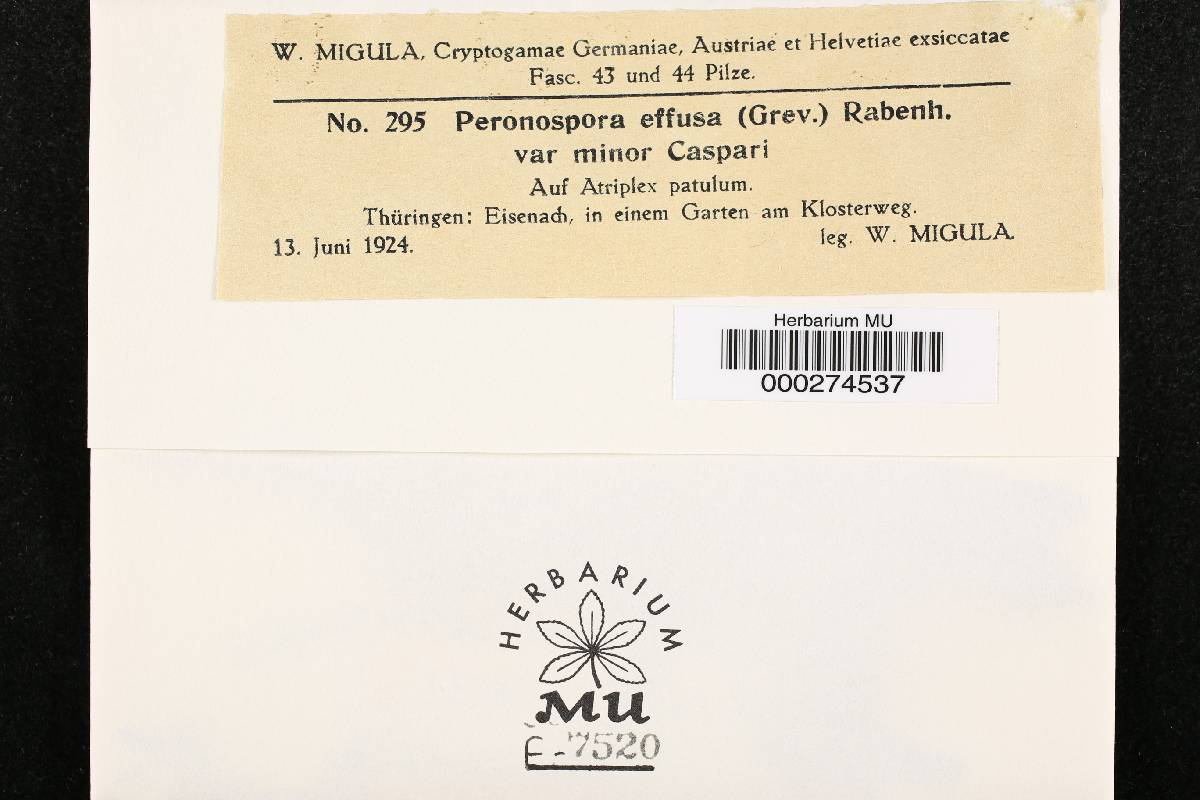 W. MIGULA, Cryptogamae Germaniae, Austriae et Helvetiae exsiccatae
Fasc. 43 und 44 Pilze.
No. 295 Peronospora effusa (Grev.) Rabenh.
var minor Caspari
Auf Atriplex patulum.
Thüringen: Eisenach, in einem Garten am Klosterweg.
13. Juni 1924. leg. W. MIGULA.
Herbarium MU
000274537
HERBARIUM
MU
F-7520